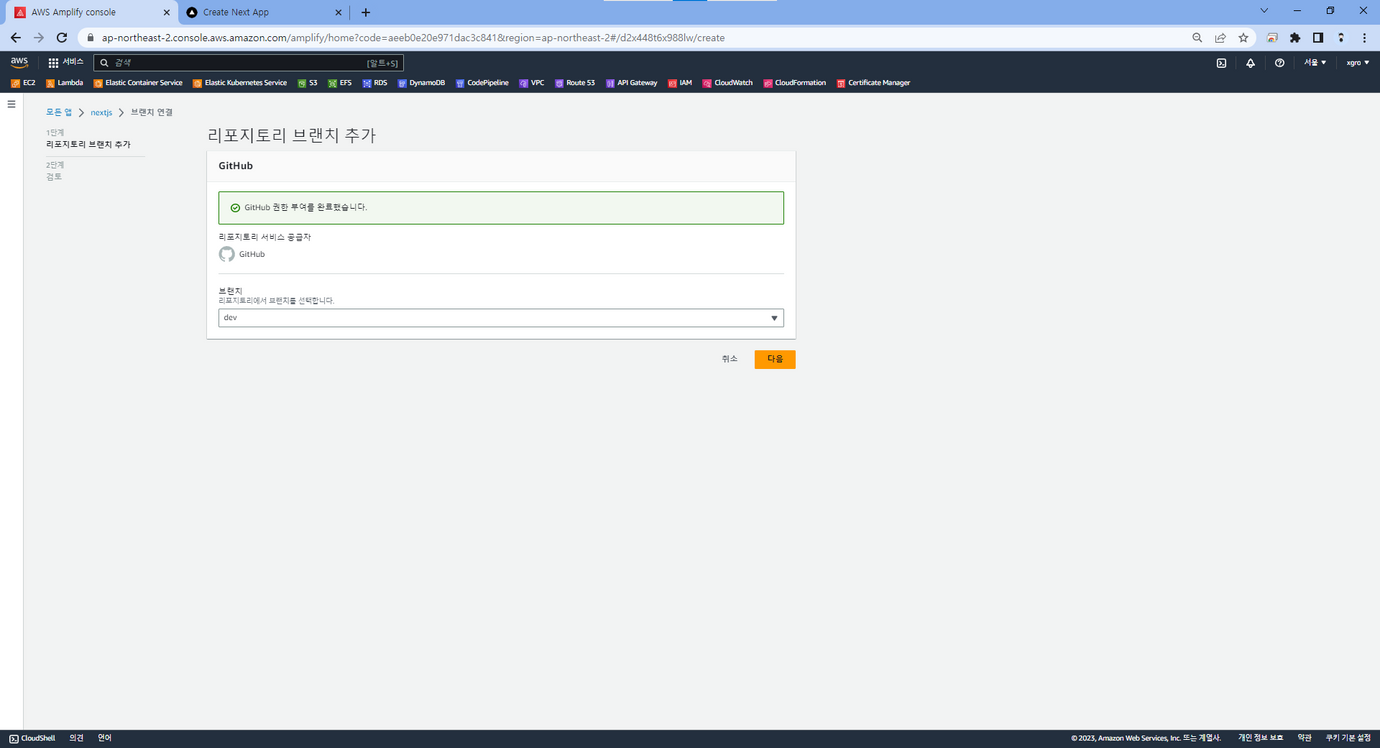 AWS Amplify console
Create Next App
ap-northeast-2.console.aws.amazon.com/amplify/home?code=aeeb0e20e971dac3c841&region=ap-northeast-2#/d2x448t6x988lw/create
aws 서비스 검색 [알트+S] 서울 ▼ xgro ▼
EC2 Lambda Elastic Container Service Elastic Kubernetes Service S3 EFS RDS DynamoDB CodePipeline VPC Route 53 API Gateway IAM CloudWatch CloudFormation Certificate Manager
모든 앱 > nextjs > 브랜치 연결
1단계
리포지토리 브랜치 추가
2단계
검토
리포지토리 브랜치 추가
GitHub
GitHub 권한 부여를 완료했습니다.
리포지토리 서비스 공급자
GitHub
브랜치
리포지토리에서 브랜치를 선택합니다.
dev
취소 다음
CloudShell 의견 언어 © 2023, Amazon Web Services, Inc. 또는 계열사. 개인 정보 보호 약관 쿠키 기본 설정